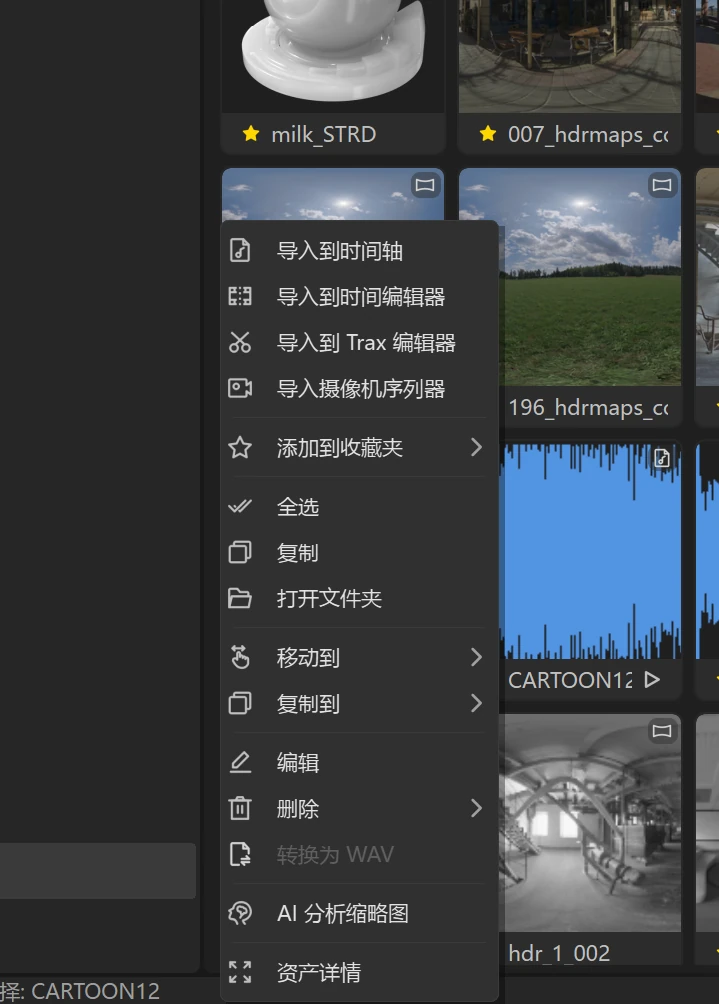 milk_STRD
007_hdrmaps_cc
导入到时间轴
导入到时间编辑器
导入到 Trax 编辑器
导入摄像机序列器
196_hdrmaps_cc
添加到收藏夹
全选
复制
打开文件夹
移动到
CARTOON12
复制到
编辑
删除
转换为 WAV
AI 分析缩略图
hdr_1_002
资产详情
择: CARTOON12